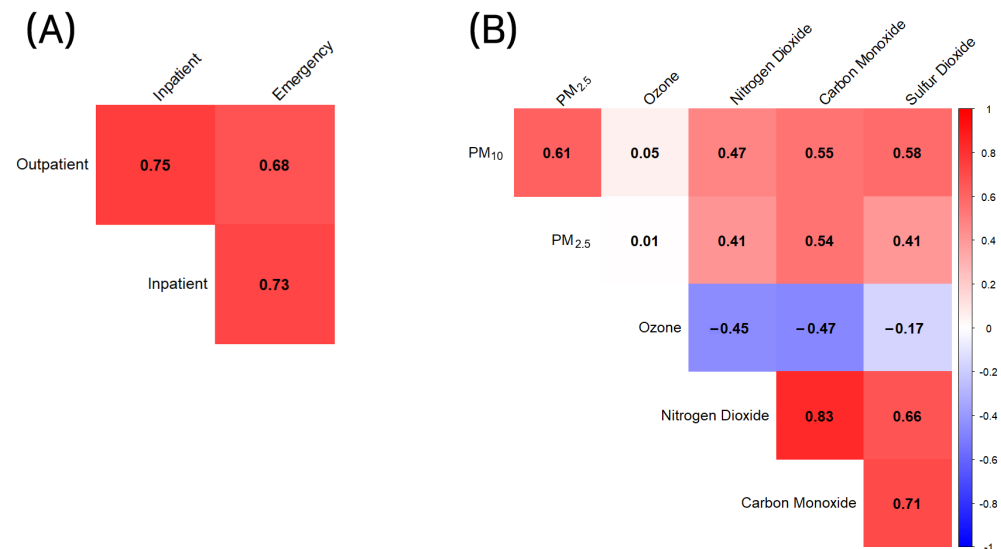 (A)
Inpatient
Emergency
Outpatient
0.75
0.68
Inpatient
0.73
(B)
PM2.5
Ozone
Nitrogen Dioxide
Carbon Monoxide
Sulfur Dioxide
PM10
0.61
0.05
0.47
0.55
0.58
PM2.5
0.01
0.41
0.54
0.41
Ozone
−0.45
−0.47
−0.17
Nitrogen Dioxide
0.83
0.66
Carbon Monoxide
0.71
1
0.8
0.6
0.4
0.2
0
-0.2
-0.4
-0.6
-0.8
-1